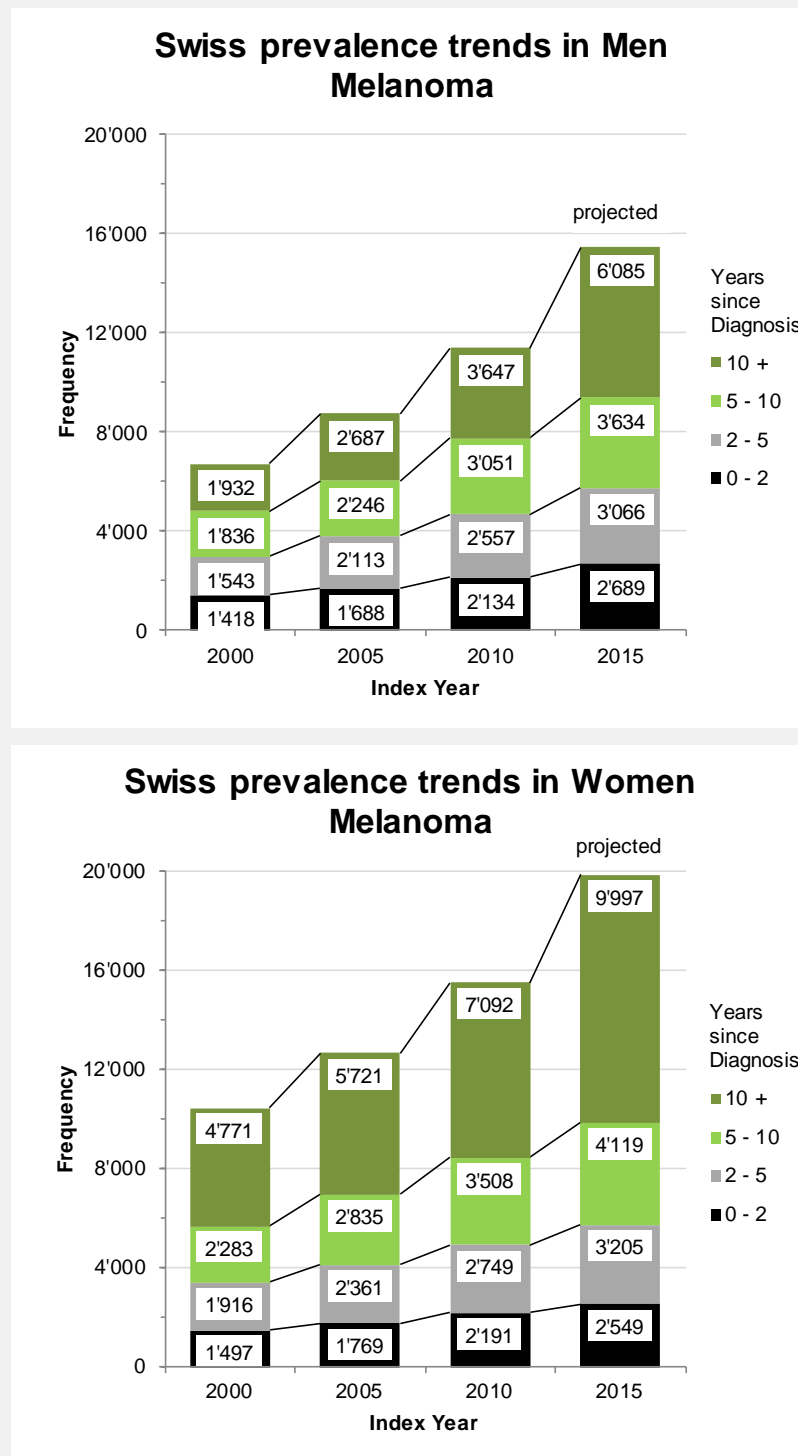 Swiss prevalence trends in Men
Melanoma
20'000
projected
16'000
6'085
Years
since
Diagnosis
12'000
3'647
10 +
Frequency
5 - 10
8'000
2'687
3'051
3'634
2 - 5
1'932
2'246
0 - 2
1'836
2'557
3'066
4'000
2'113
1'543
2'134
2'689
1'418
1'688
0
2000
2005
2010
2015
Index Year
Swiss prevalence trends in Women
Melanoma
projected
20'000
9'997
16'000
7'092
Years
since
Diagnosis
12'000
5'721
Frequency
4'771
10 +
4'119
5 - 10
8'000
3'508
2 - 5
2'835
2'283
3'205
0 - 2
4'000
2'749
2'361
1'916
2'549
2'191
1'769
1'497
0
2000
2005
2010
2015
Index Year